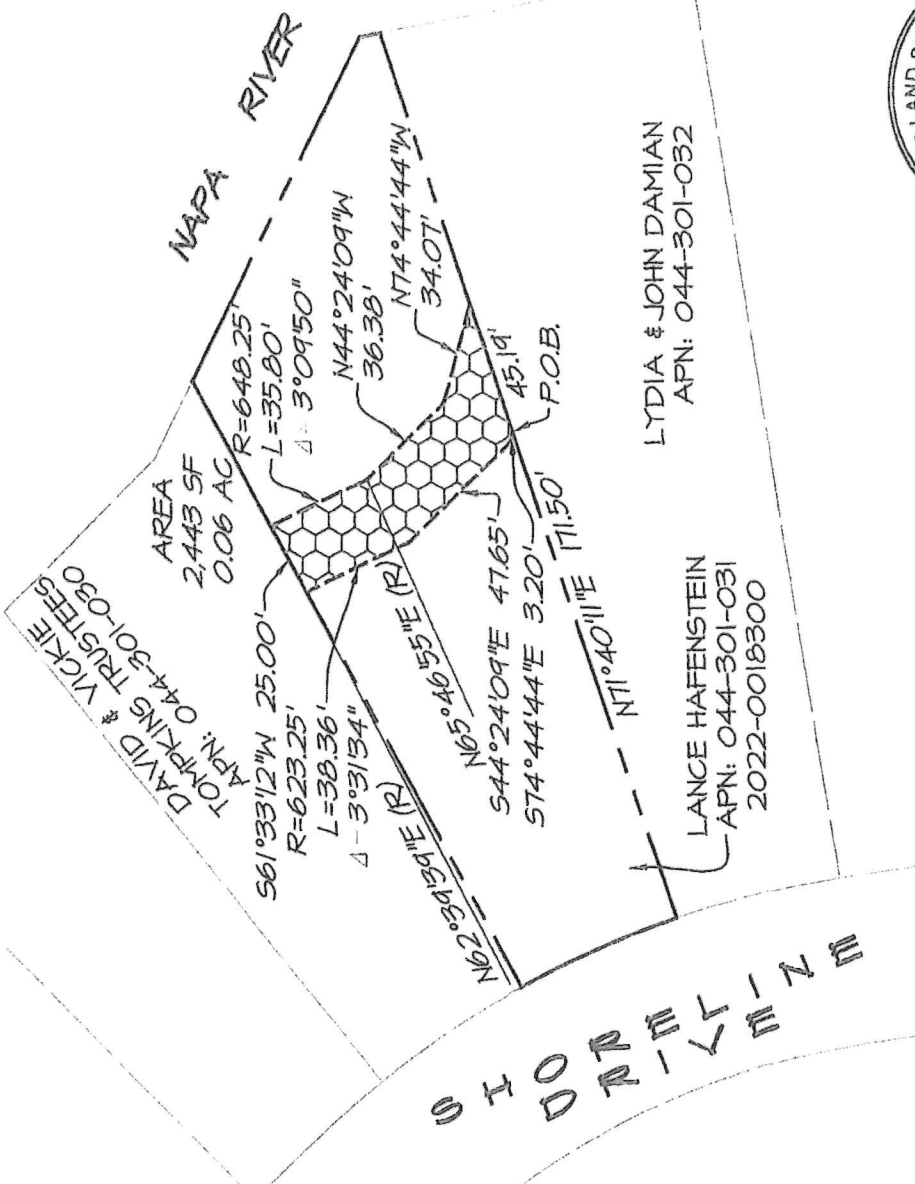 NAPA
RIVER
DAVID & VICKIE
TOMPKINS TRUSTEES
APN: 044-301-030
AREA
2,443 SF
0.06 AC
R=648.25'
L=35.80'
Δ= 3°09'50"
N44°24'09"W
36.38'
N74°44'44"W
34.07'
S61°33'12"W 25.00'
R=623.25'
L=38.36'
Δ= 3°31'34"
N62°39'39"E (R)
N65°46'55"E (R)
45.19'
P.O.B.
S44°24'09"E 47.65'
S74°44'44"E 3.20'
N71°40'11"E 171.50'
LYDIA & JOHN DAMIAN
APN: 044-301-032
LANCE HAFENSTEIN
APN: 044-301-031
2022-0018300
SHORELINE
DRIVE
LAND